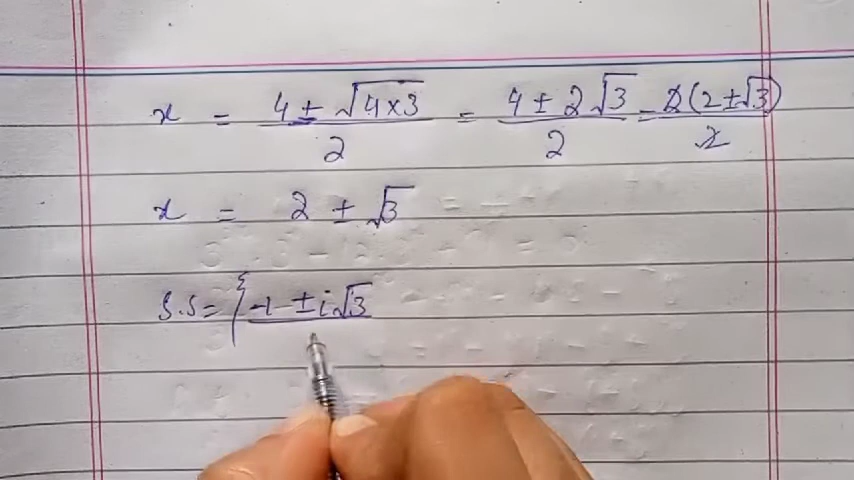 x = (4 ± √(4×3))/2 = (4 ± 2√3)/2 = 2(2 ± √3)/2
x = 2 ± √3
S.S = { (-1 ± i√3